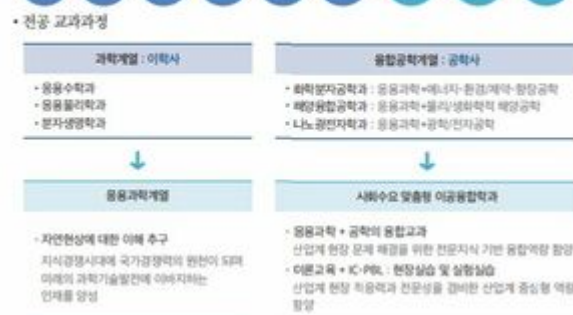 • 전공 교과과정
과학계열 : 이학사
• 응용수학과
• 응용물리학과
• 분자생명학과
응용과학계열
- 자연현상에 대한 이해 추구
지식경쟁시대에 국가경쟁력의 원천이 되며
미래의 과학기술발전에 이바지하는
인재를 양성
융합공학계열 : 공학사
• 화학분자공학과 : 응용과학+에너지·환경/제약·향장공학
• 해양융합공학과 : 응용과학+물리/생화학적 해양공학
• 나노광전자학과 : 응용과학+광학/전자공학
사회수요 맞춤형 이공융합학과
- 응용과학 + 공학의 융합교과
산업계 현장 문제 해결을 위한 전문지식 기반 융합역량 함양
- 이론교육 + IC-PBL : 현장실습 및 실험실습
산업계 현장 적응력과 전문성을 겸비한 산업계 중심형 역량
함양